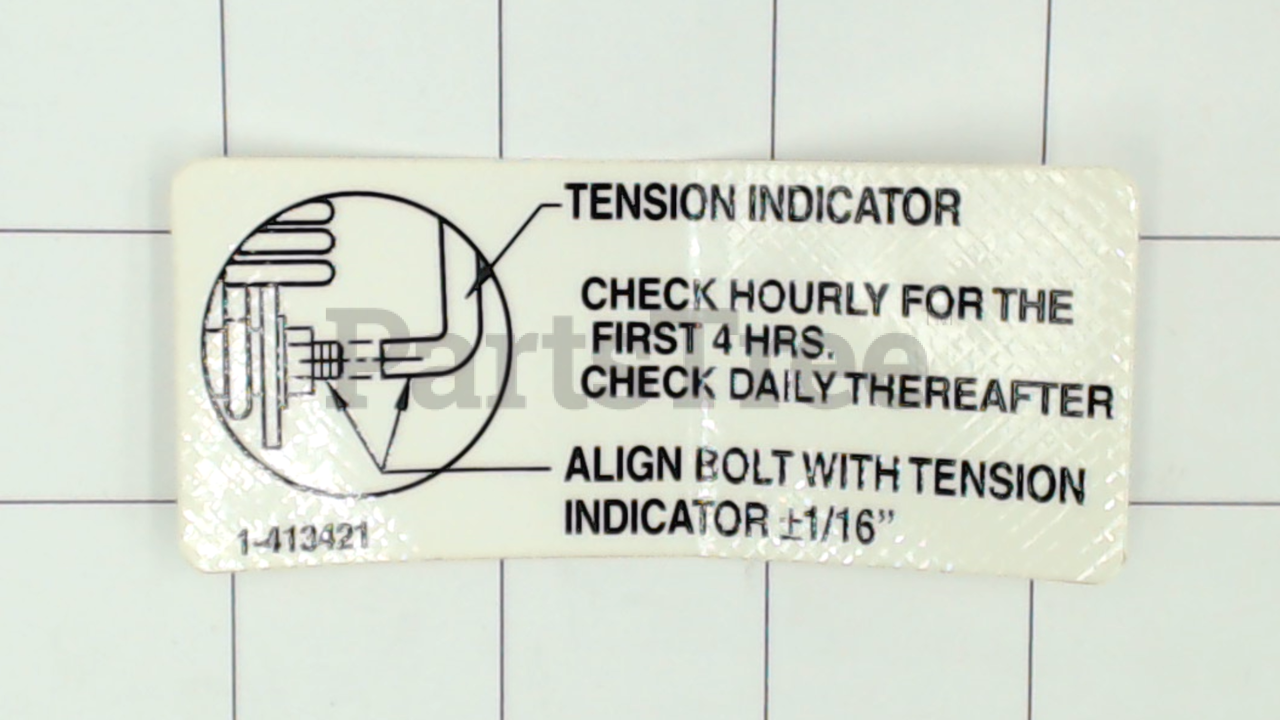 TENSION INDICATOR
CHECK HOURLY FOR THE
FIRST 4 HRS.
CHECK DAILY THEREAFTER
ALIGN BOLT WITH TENSION
INDICATOR ±1/16”
1-413421
PartsTree™